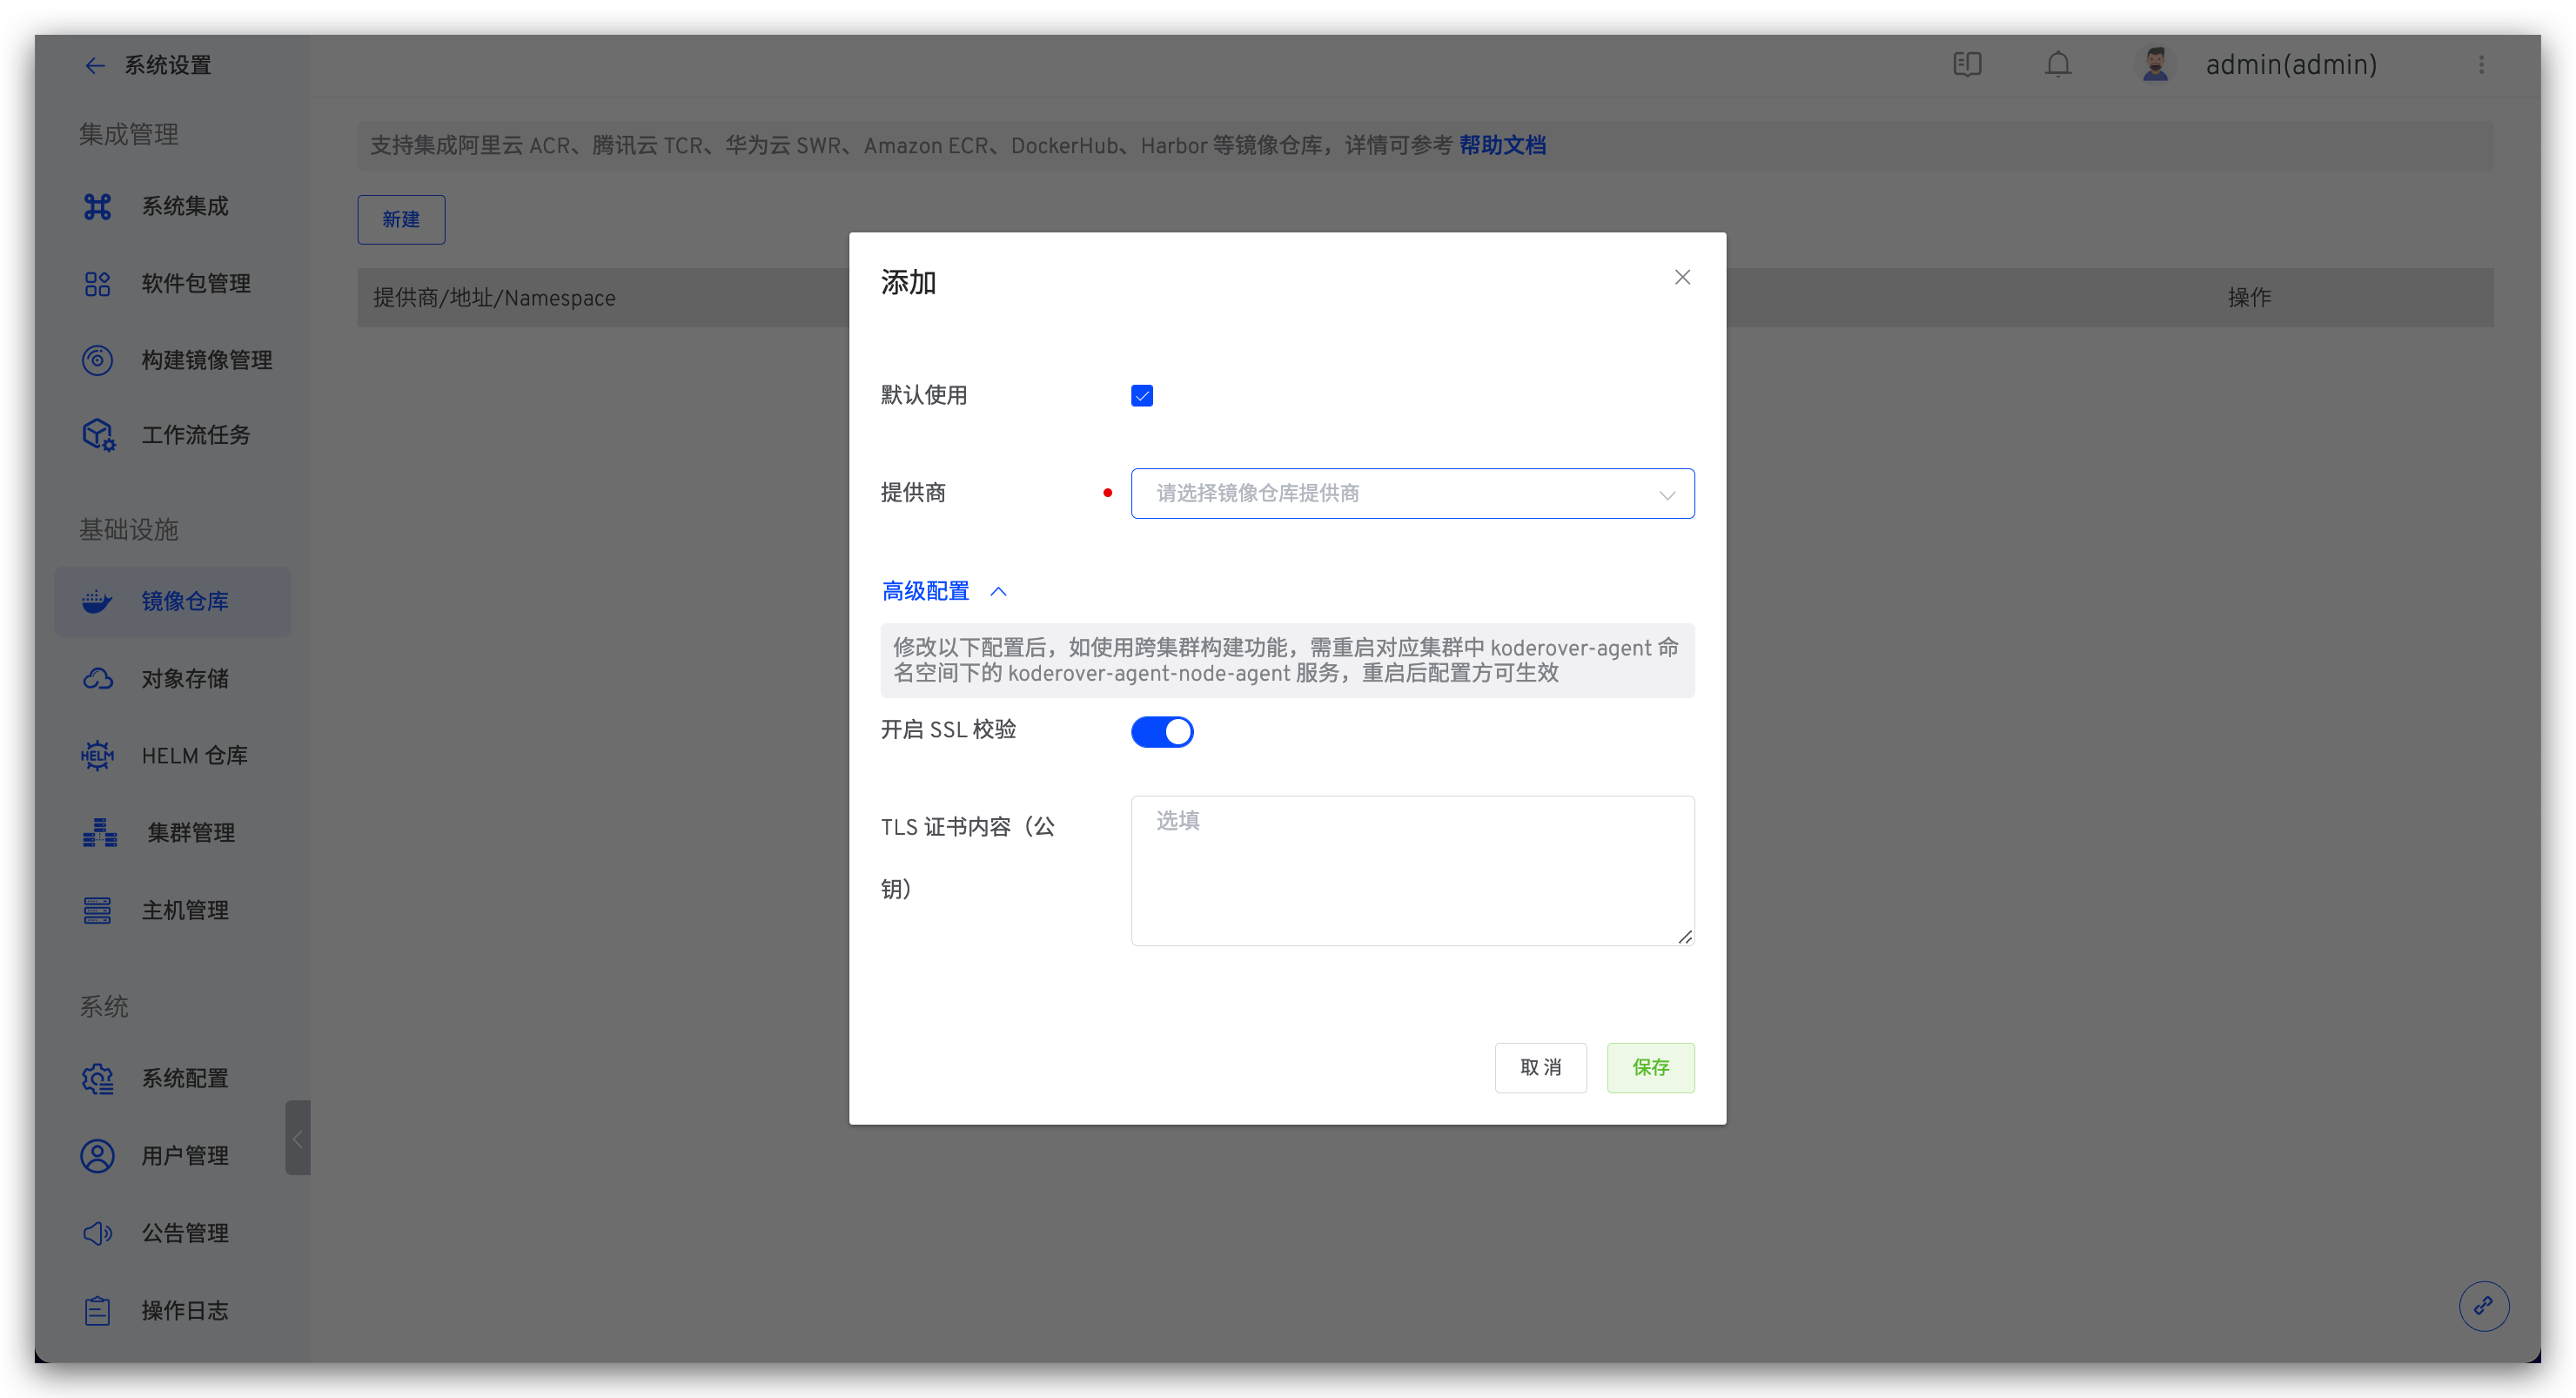 系统设置
admin(admin)
集成管理
系统集成
软件包管理
构建镜像管理
工作流任务
基础设施
镜像仓库
对象存储
HELM
HELM 仓库
集群管理
主机管理
系统
系统配置
用户管理
公告管理
操作日志
支持集成阿里云 ACR、腾讯云 TCR、华为云 SWR、Amazon ECR、DockerHub、Harbor 等镜像仓库，详情可参考 帮助文档
新建
提供商/地址/Namespace
操作
添加
默认使用
提供商
请选择镜像仓库提供商
高级配置
修改以下配置后，如使用跨集群构建功能，需重启对应集群中 koderover-agent 命
名空间下的 koderover-agent-node-agent 服务，重启后配置方可生效
开启 SSL 校验
TLS 证书内容（公
钥）
选填
取 消
保存